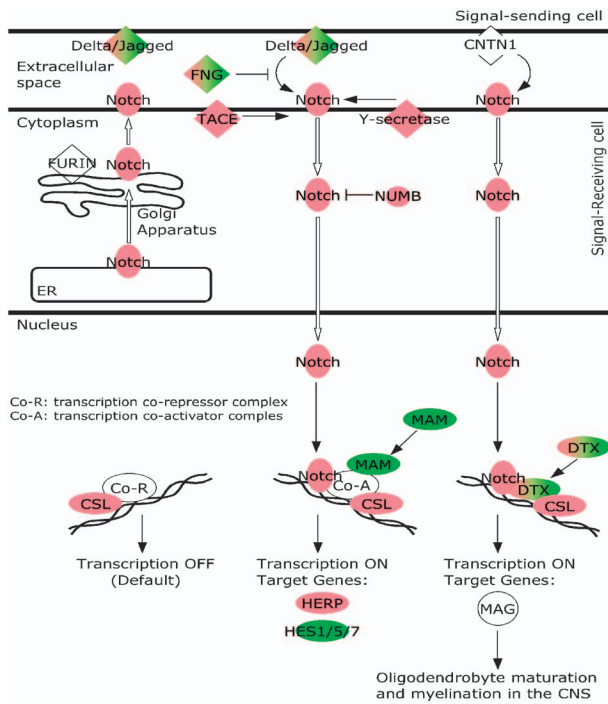 Signal-sending cell
Delta/Jagged
Delta/Jagged
CNTN1
Extracellular
space
FNG
Notch
Notch
Notch
Cytoplasm
TACE
Y-secretase
Signal-Receiving cell
FURIN
Notch
Notch
NUMB
Notch
Golgi
Apparatus
Notch
ER
Nucleus
Notch
Notch
Co-R: transcription co-repressor complex
Co-A: transcription co-activator comples
MAM
DTX
MAM
Notch
Notch
Co-R
Co-A
DTX
CSL
CSL
CSL
Transcription OFF
(Default)
Transcription ON
Target Genes:
Transcription ON
Target Genes:
HERP
MAG
HES1/5/7
Oligodendrobyte maturation
and myelination in the CNS